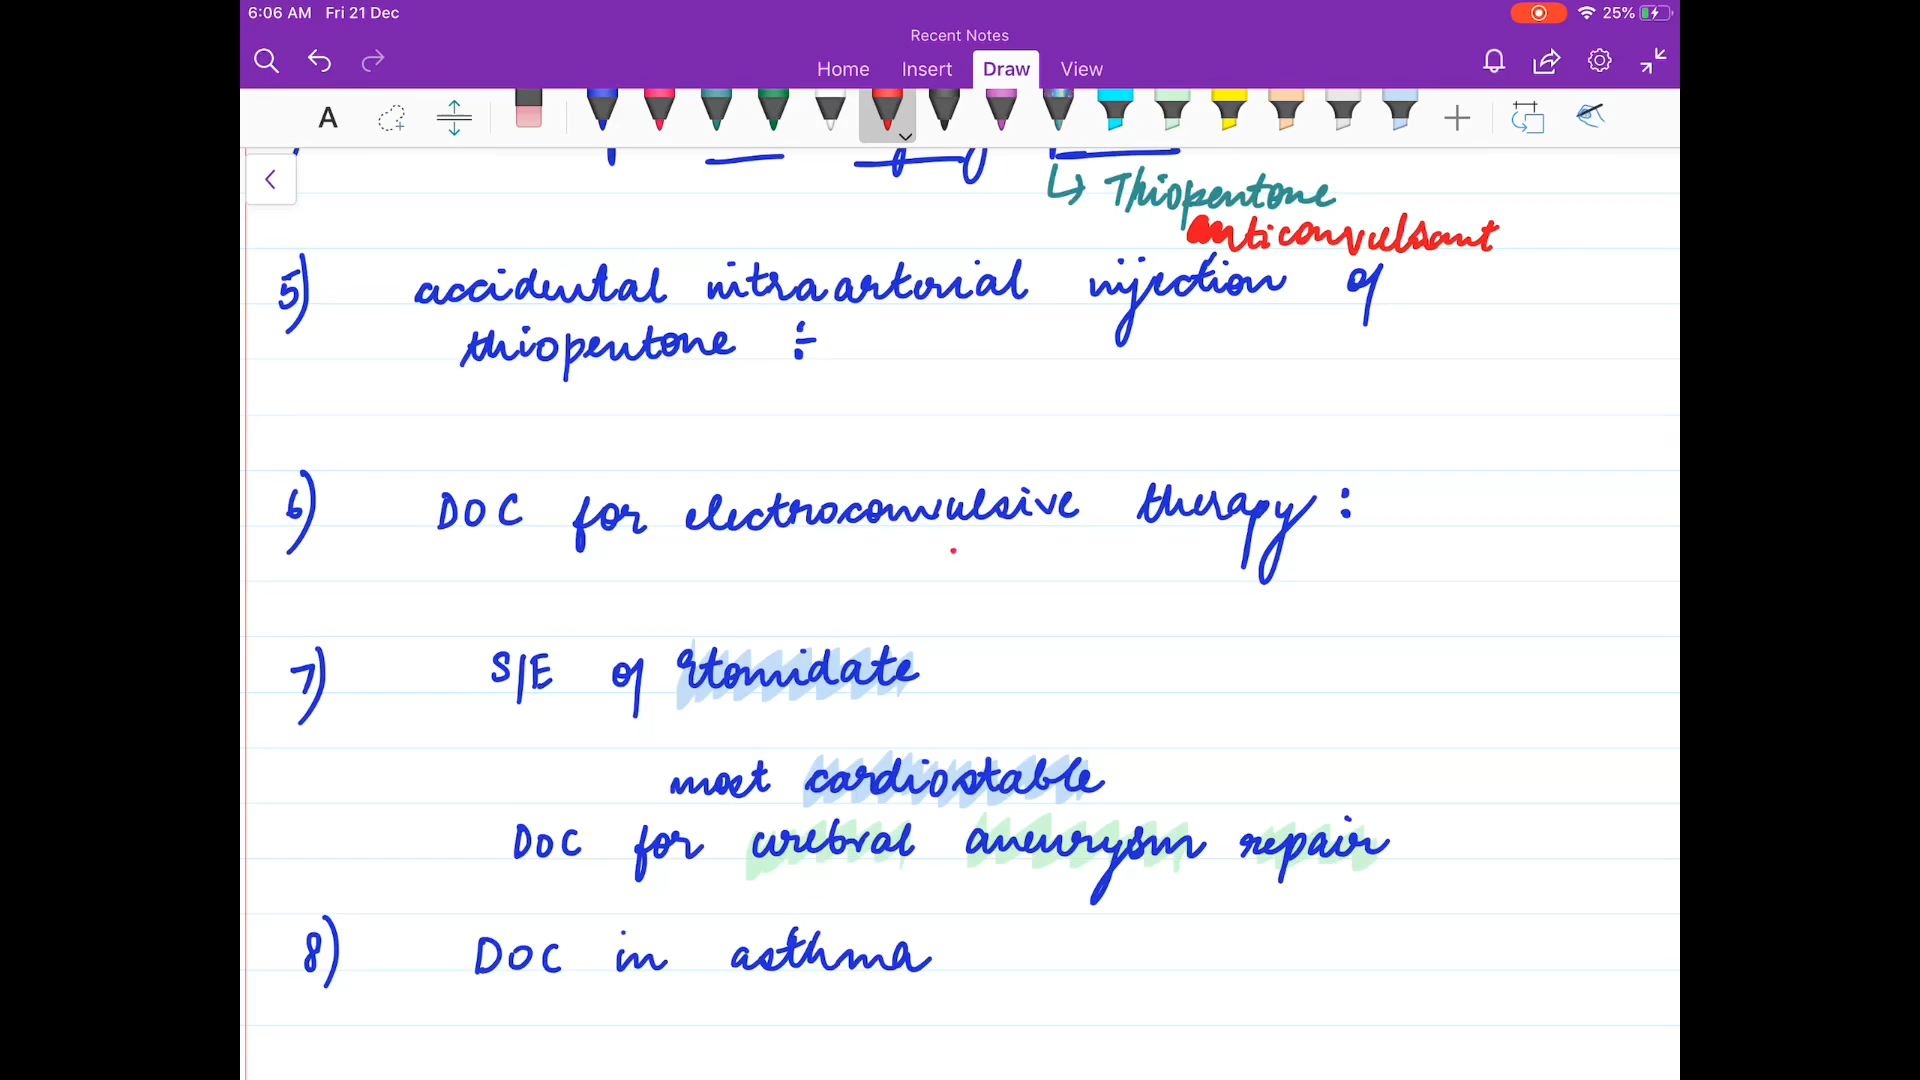 6:06 AM Fri 21 Dec
25%
Recent Notes
Home Insert Draw View
A
↳ Thiopentone
anticonvulsant
5) accidental intraarterial injection of
thiopentone ÷
6) DOC for electroconvulsive therapy :
7) S/E of Etomidate
most cardiostable
DOC for cerebral aneurysm repair
8) DOC in asthma